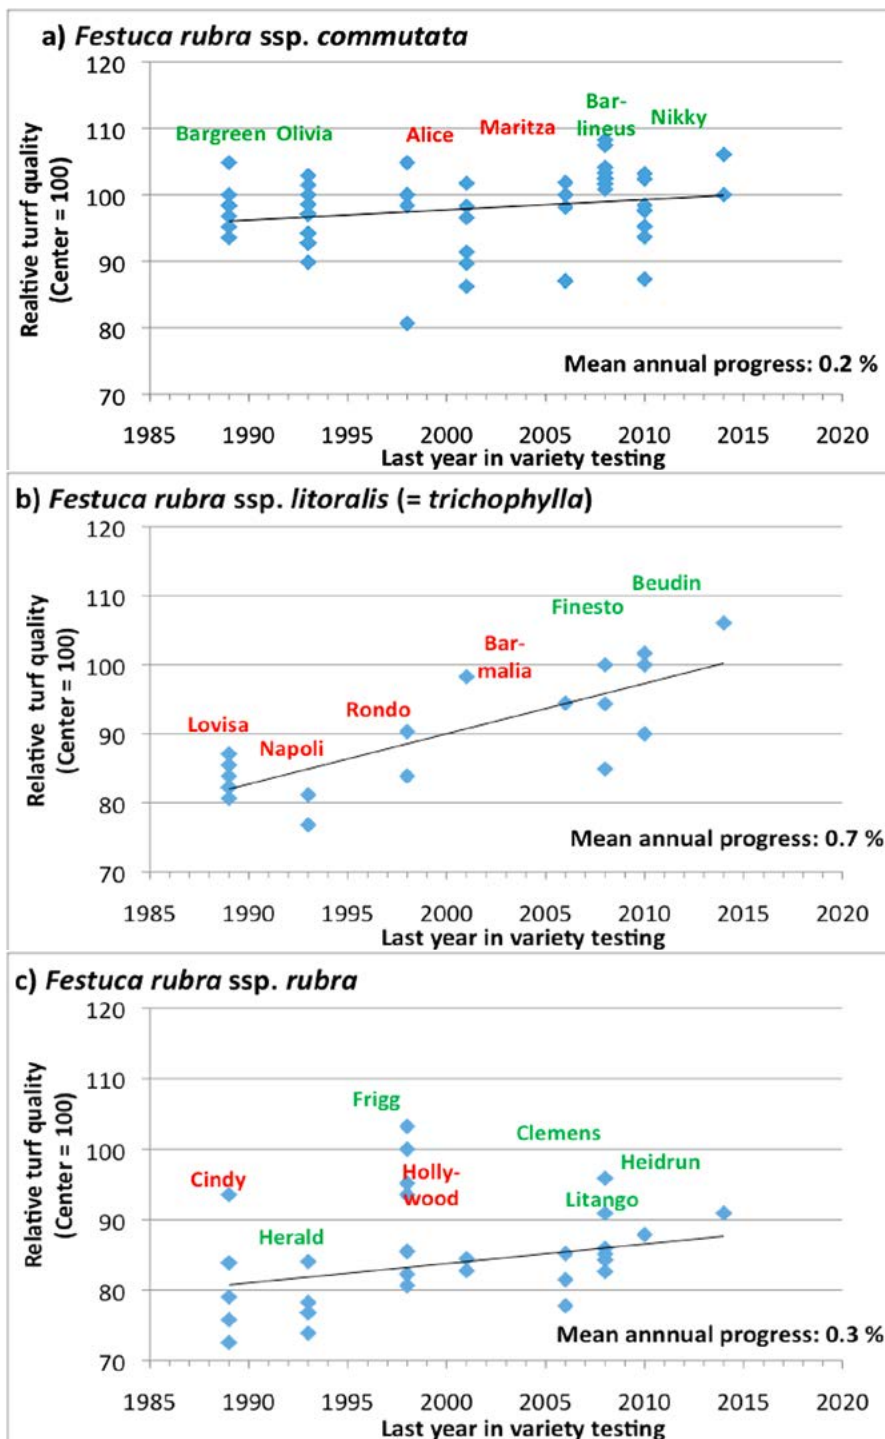 a) Festuca rubra ssp. commutata
Realtive turrf quality
(Center = 100)
120
110
100
90
80
70
Bargreen Olivia
Alice
Maritza
Bar-
lineus
Nikky
Mean annual progress: 0.2 %
1985 1990 1995 2000 2005 2010 2015 2020
Last year in variety testing
b) Festuca rubra ssp. litoralis (= trichophylla)
Relative turf quality
(Center = 100)
120
110
100
90
80
70
Lovisa
Napoli
Rondo
Bar-
malia
Finesto
Beudin
Mean annual progress: 0.7 %
1985 1990 1995 2000 2005 2010 2015 2020
Last year in variety testing
c) Festuca rubra ssp. rubra
Relative turf quality
(Center = 100)
120
110
100
90
80
70
Cindy
Herald
Frigg
Holly-
wood
Clemens
Litango
Heidrun
Mean annnual progress: 0.3 %
1985 1990 1995 2000 2005 2010 2015 2020
Last year in variety testing